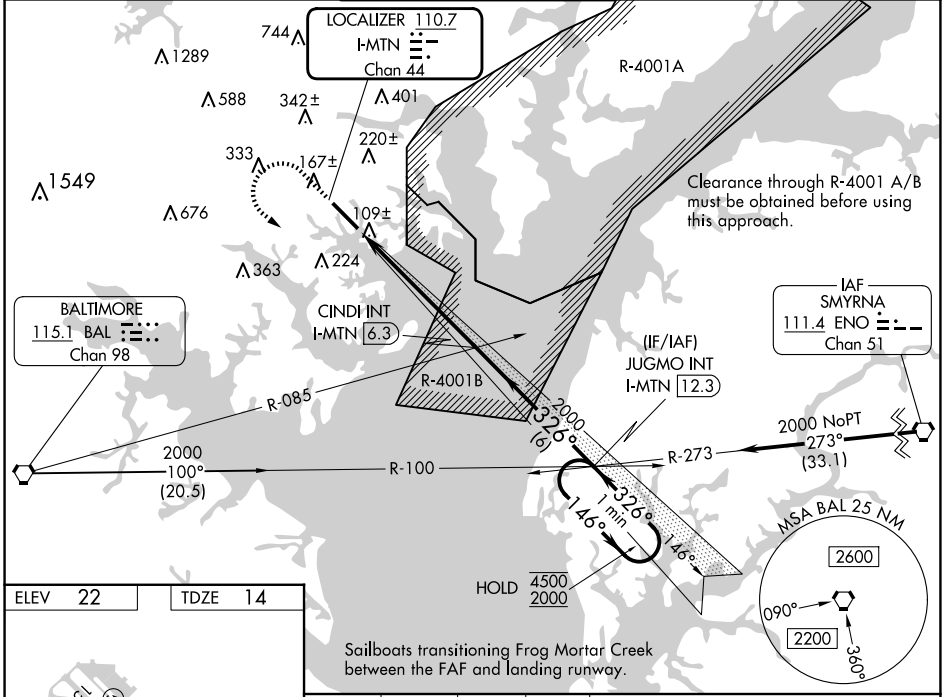 LOCALIZER 110.7
I-MTN
Chan 44
744
1289
588
342±
401
220±
333
167±
1549
676
109±
363
224
R-4001A
Clearance through R-4001 A/B
must be obtained before using
this approach.
BALTIMORE
115.1 BAL
Chan 98
CINDI INT
I-MTN 6.3
R-4001B
(IF/IAF)
JUGMO INT
I-MTN 12.3
IAF
SMYRNA
111.4 ENO
Chan 51
R-085
2000
326°
(6)
2000 NoPT
273°
(33.1)
R-273
2000
100°
(20.5)
R-100
326°
1 min
146°
146°
HOLD 4500
2000
MSA BAL 25 NM
2600
090°
2200
360°
ELEV 22
TDZE 14
Sailboats transitioning Frog Mortar Creek
between the FAF and landing runway.